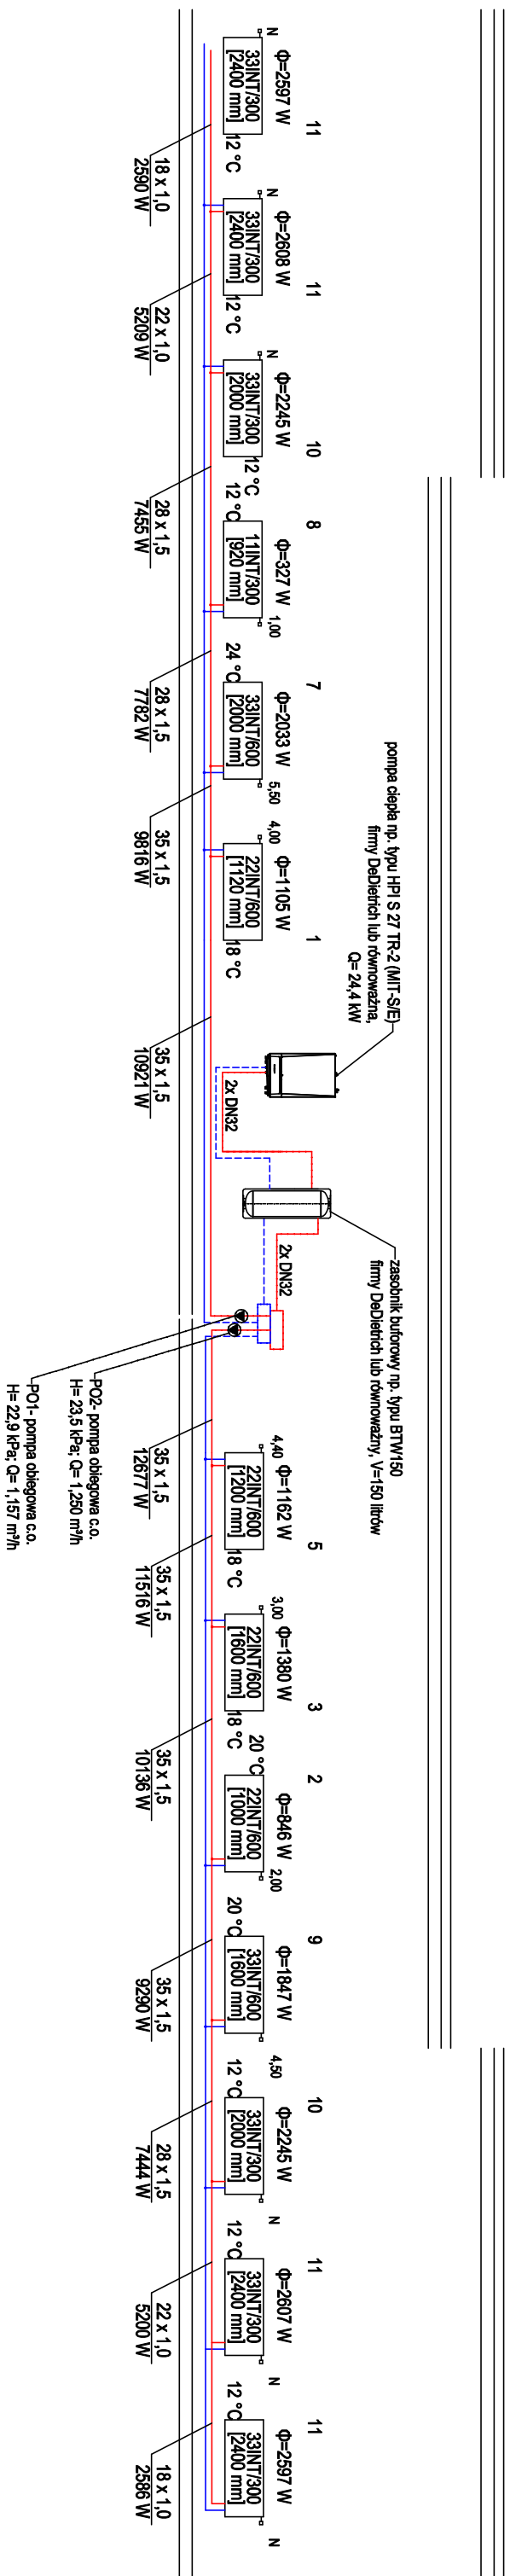 11
Φ=2597 W
N
33INT/300
[2400 mm]
12 °C
18 x 1,0
2590 W
11
Φ=2608 W
N
33INT/300
[2400 mm]
12 °C
22 x 1,0
5209 W
10
Φ=2245 W
N
33INT/300
[2000 mm]
12 °C
28 x 1,5
7455 W
8
Φ=327 W
12 °C
11INT/300
[920 mm]
1,00
28 x 1,5
7782 W
7
Φ=2033 W
24 °C
33INT/600
[2000 mm]
5,50
35 x 1,5
9816 W
1
Φ=1105 W
4,00
22INT/600
[1120 mm]
18 °C
35 x 1,5
10921 W
pompa ciepła np. typu HPI S 27 TR-2 (MIT-S/E)
firmy DeDietrich lub równoważna,
Q= 24,4 kW
2x DN32
zasobnik buforowy np. typu BTW150
firmy DeDietrich lub równoważny, V=150 litrów
2x DN32
PO2- pompa obiegowa c.o.
H= 23,5 kPa; Q= 1,250 m³/h
PO1- pompa obiegowa c.o.
H= 22,9 kPa; Q= 1,157 m³/h
5
Φ=1162 W
4,40
22INT/600
[1200 mm]
18 °C
35 x 1,5
12677 W
35 x 1,5
11516 W
3
Φ=1380 W
3,00
22INT/600
[1600 mm]
18 °C
35 x 1,5
10136 W
2
Φ=846 W
20 °C
22INT/600
[1000 mm]
2,00
9
Φ=1847 W
20 °C
33INT/600
[1600 mm]
4,50
35 x 1,5
9290 W
10
Φ=2245 W
12 °C
33INT/300
[2000 mm]
N
28 x 1,5
7444 W
11
Φ=2607 W
12 °C
33INT/300
[2400 mm]
N
22 x 1,0
5200 W
11
Φ=2597 W
12 °C
33INT/300
[2400 mm]
N
18 x 1,0
2586 W